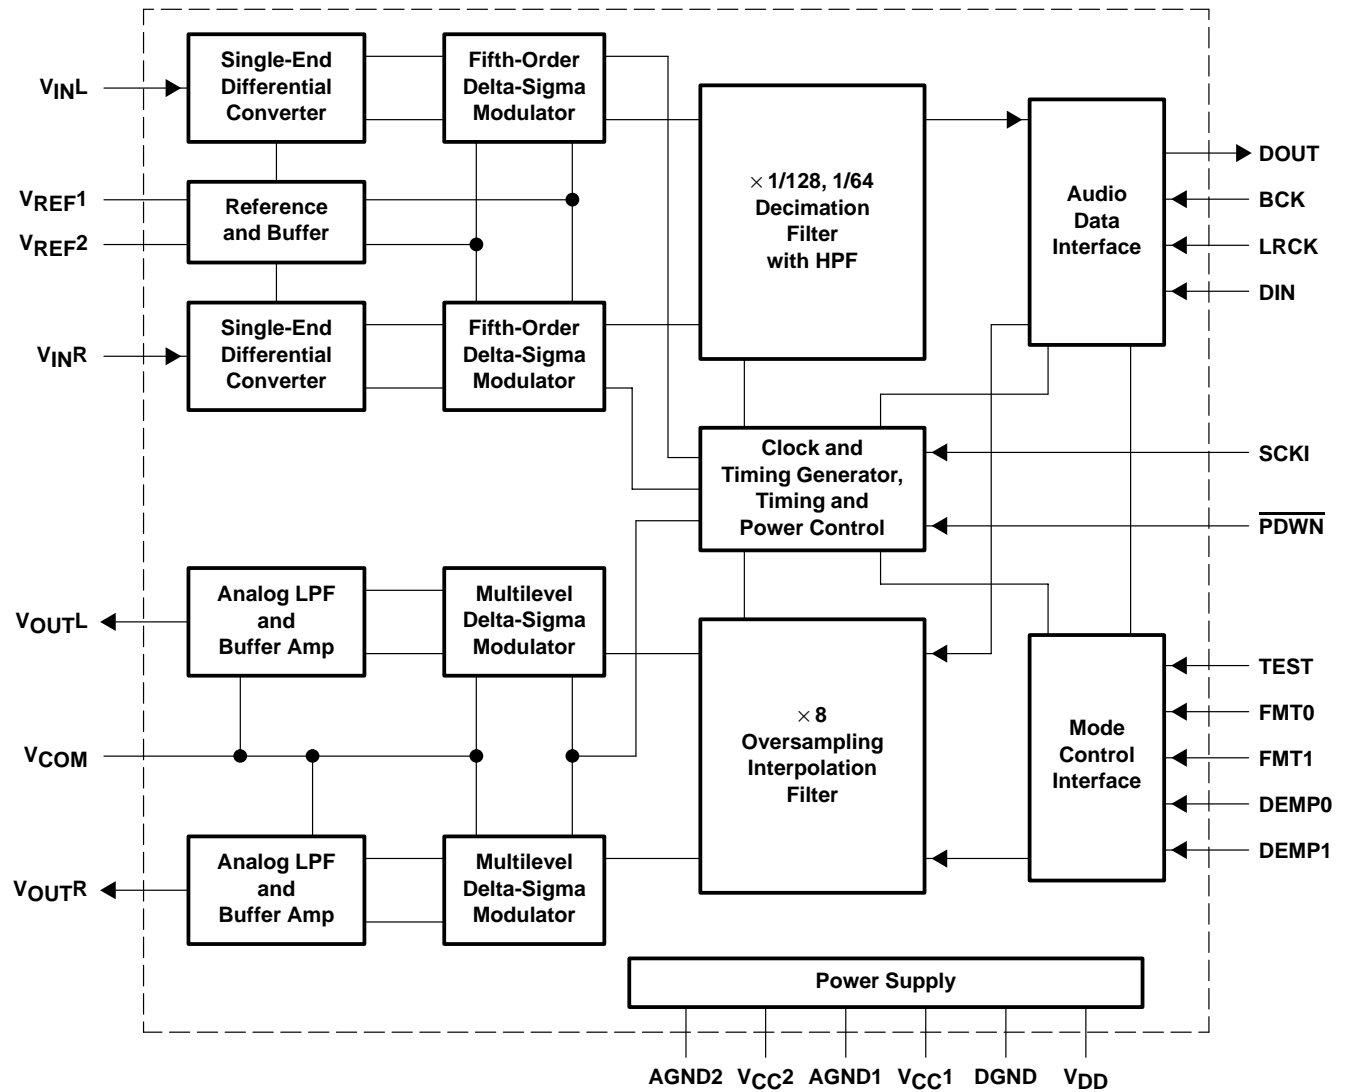 Single-End
Differential
Converter
Fifth-Order
Delta-Sigma
Modulator
VINL
× 1/128, 1/64
Decimation
Filter
with HPF
Audio
Data
Interface
DOUT
BCK
LRCK
DIN
VREF1
VREF2
Reference
and Buffer
Single-End
Differential
Converter
Fifth-Order
Delta-Sigma
Modulator
VINR
Clock and
Timing Generator,
Timing and
Power Control
SCKI
PDWN
Analog LPF
and
Buffer Amp
Multilevel
Delta-Sigma
Modulator
VOUTL
× 8
Oversampling
Interpolation
Filter
Mode
Control
Interface
TEST
FMT0
FMT1
DEMP0
DEMP1
VCOM
Analog LPF
and
Buffer Amp
Multilevel
Delta-Sigma
Modulator
VOUTR
Power Supply
AGND2 VCC2 AGND1 VCC1 DGND VDD